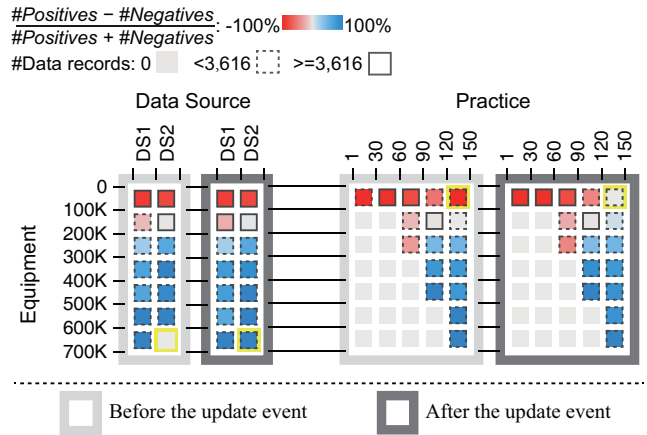 #Positives − #Negatives
#Positives + #Negatives
: -100% 100%
#Data records: 0 <3,616 >=3,616
Data Source Practice
DS1 DS2 DS1 DS2 1 30 60 90 120 150 1 30 60 90 120 150
Equipment
0
100K
200K
300K
400K
500K
600K
700K
Before the update event After the update event